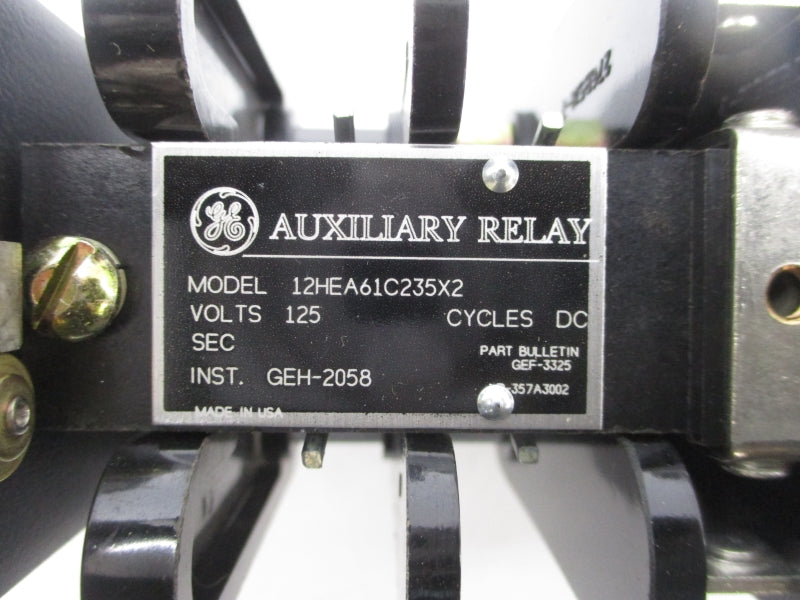 GE AUXILIARY RELAY
MODEL 12HEA61C235X2
VOLTS 125 CYCLES DC
SEC
PART BULLETIN
GEF-3325
INST. GEH-2058
-357A3002
MADE IN USA